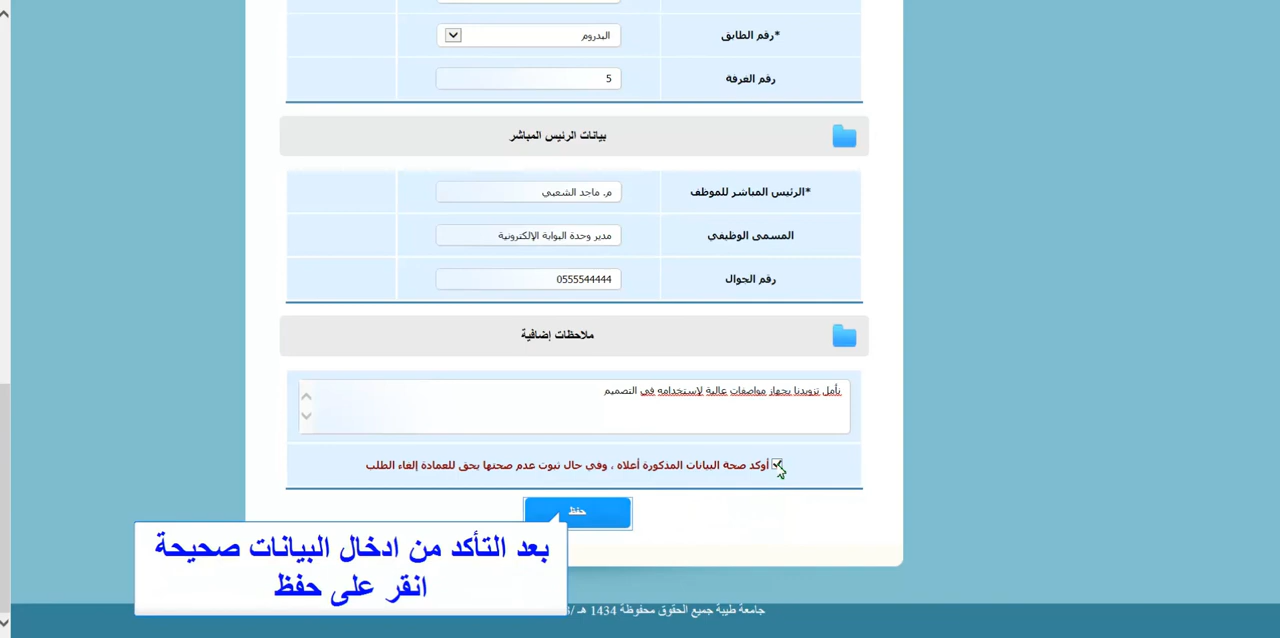 *رقم الطابق
البدروم
رقم الغرفة
5
بيانات الرئيس المباشر
*الرئيس المباشر للموظف
م. ماجد الشعيبي
المسمى الوظيفي
مدير وحدة البوابة الإلكترونية
رقم الجوال
0555544444
ملاحظات إضافية
نأمل تزويدنا بجهاز مواصفات عالية لإستخدامه في التصميم
أوكد صحة البيانات المذكورة أعلاه ، وفي حال ثبوت عدم صحتها يحق للعمادة إلغاء الطلب
حفظ
بعد التأكد من ادخال البيانات صحيحة
انقر على حفظ
جامعة طيبة جميع الحقوق محفوظة 1434 هـ /